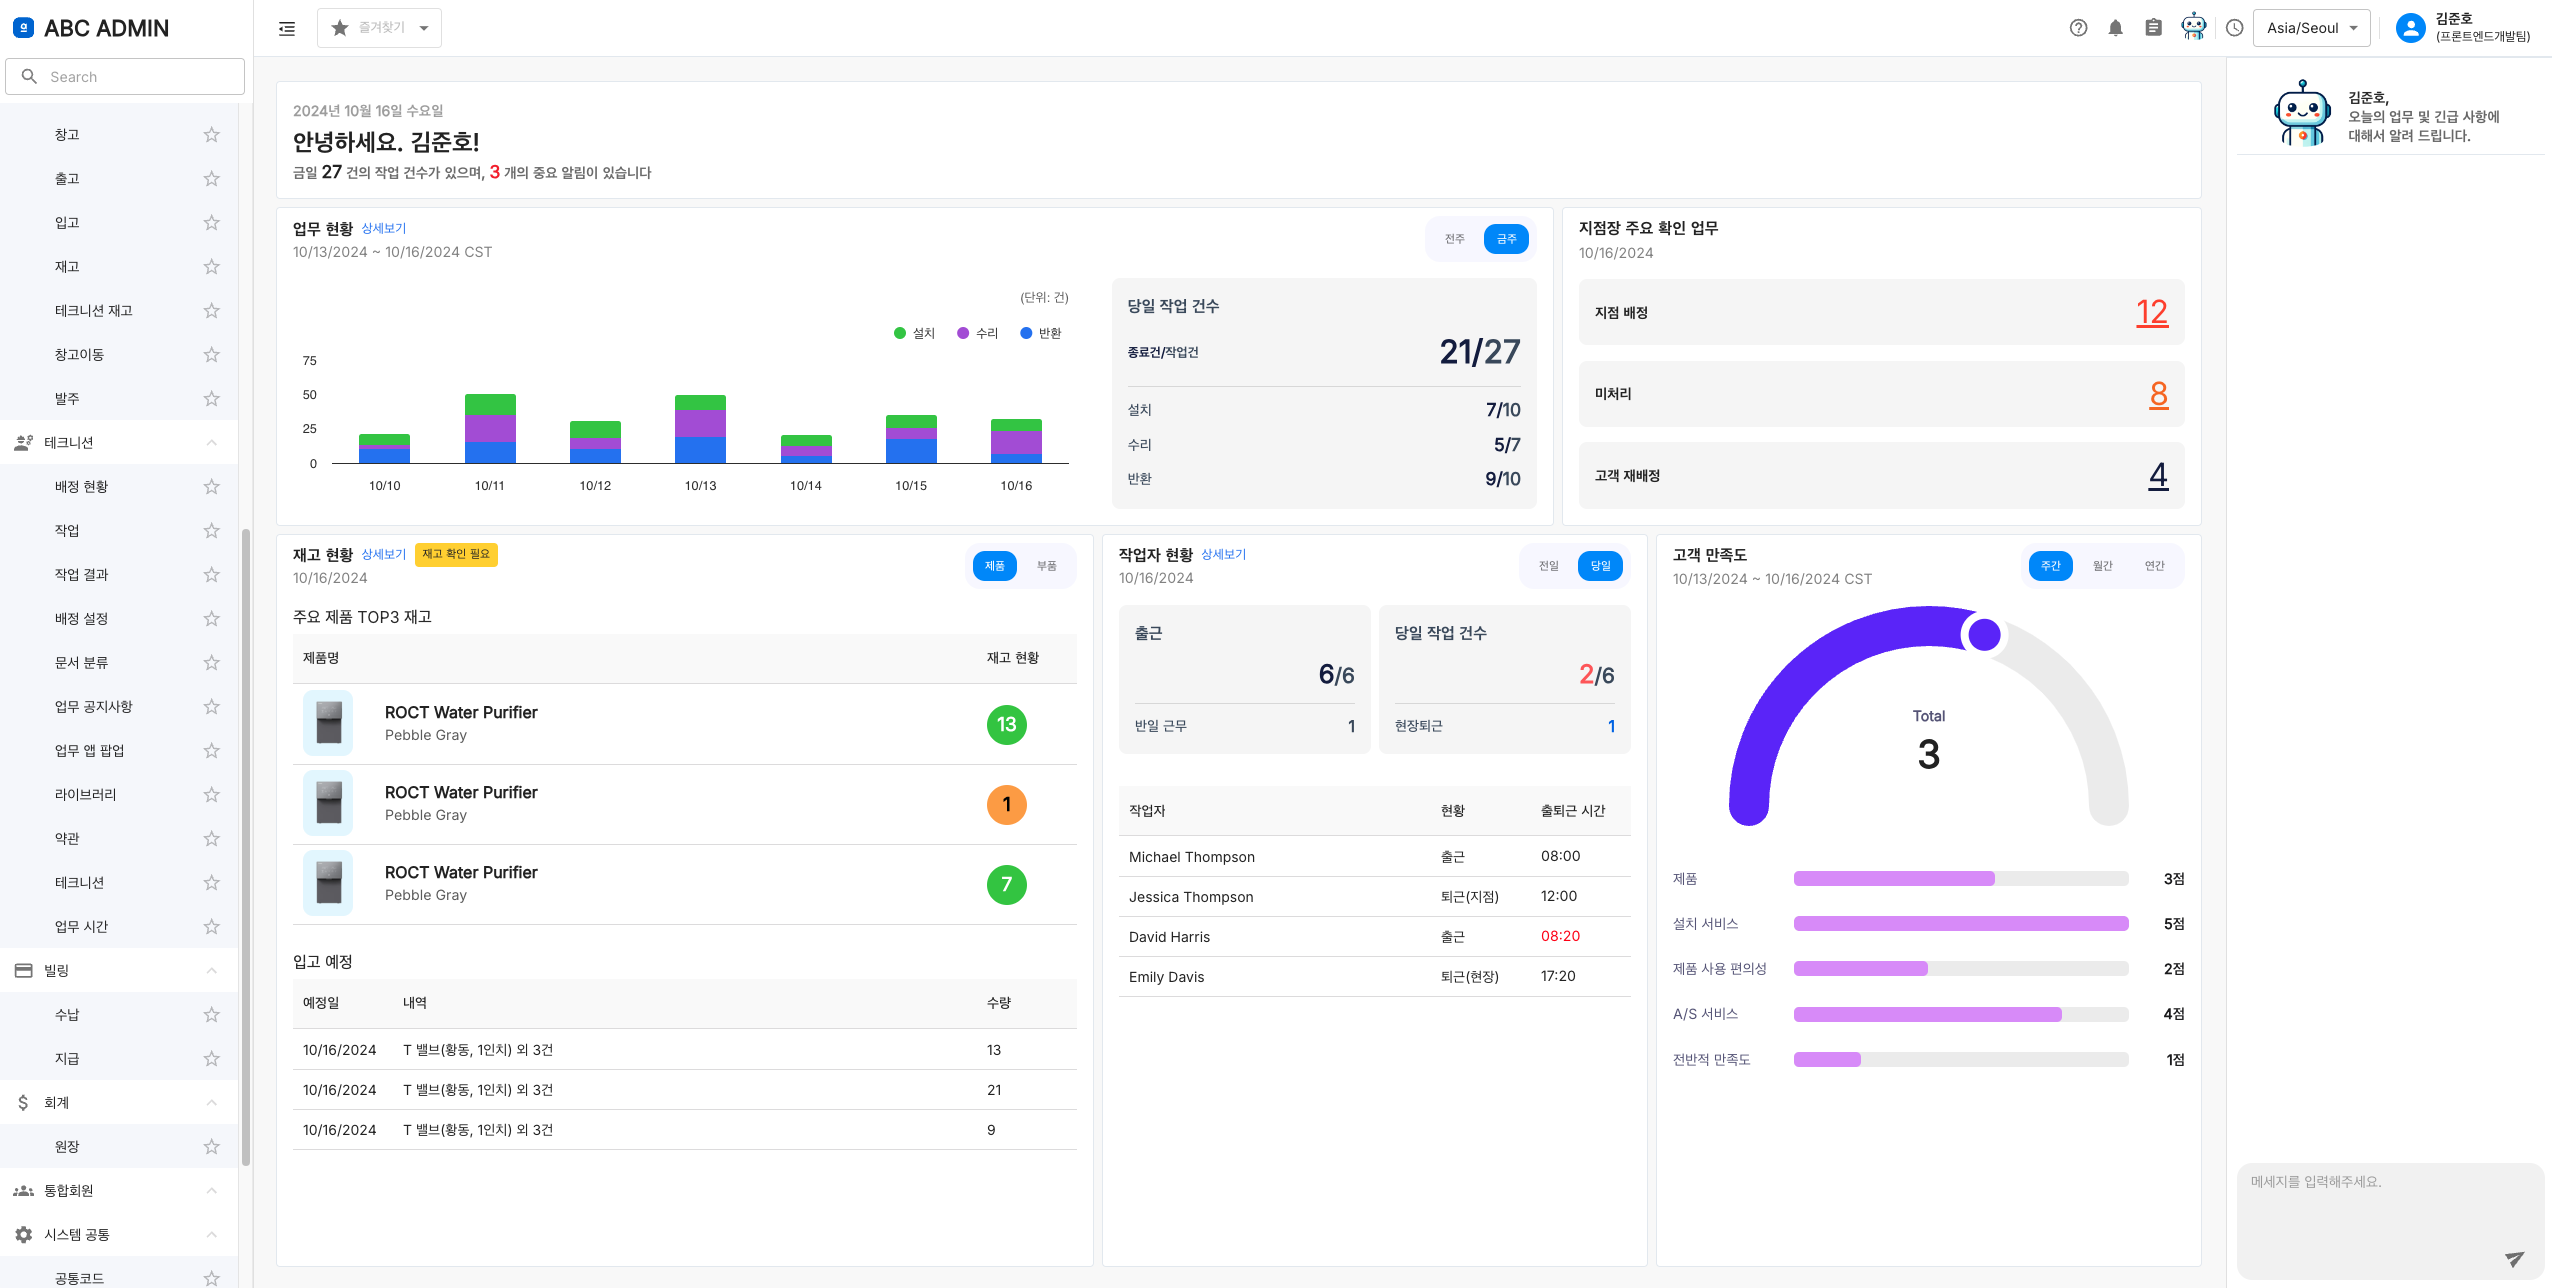 ABC ADMIN
Search
창고
출고
입고
재고
테크니션 재고
창고이동
발주
테크니션
배정 현황
작업
작업 결과
배정 설정
문서 분류
업무 공지사항
업무 앱 팝업
라이브러리
약관
테크니션
업무 시간
빌링
수납
지급
회계
원장
통합회원
시스템 공통
공통코드
즐겨찾기
Asia/Seoul
김준호
(프론트엔드개발팀)
2024년 10월 16일 수요일
안녕하세요. 김준호!
금일 27 건의 작업 건수가 있으며, 3 개의 중요 알림이 있습니다
업무 현황 상세보기
10/13/2024 ~ 10/16/2024 CST
전주 금주
(단위: 건)
설치 수리 반환
75
50
25
0
10/10 10/11 10/12 10/13 10/14 10/15 10/16
당일 작업 건수
종료건/작업건 21/27
설치 7/10
수리 5/7
반환 9/10
지점장 주요 확인 업무
10/16/2024
지점 배정 12
미처리 8
고객 재배정 4
재고 현황 상세보기 재고 확인 필요
10/16/2024
제품 부품
주요 제품 TOP3 재고
제품명 재고 현황
ROCT Water Purifier
Pebble Gray
13
ROCT Water Purifier
Pebble Gray
1
ROCT Water Purifier
Pebble Gray
7
입고 예정
예정일 내역 수량
10/16/2024 T 밸브(황동, 1인치) 외 3건 13
10/16/2024 T 밸브(황동, 1인치) 외 3건 21
10/16/2024 T 밸브(황동, 1인치) 외 3건 9
작업자 현황 상세보기
10/16/2024
전일 당일
출근
6/6
반일 근무 1
당일 작업 건수
2/6
현장퇴근 1
작업자 현황 출퇴근 시간
Michael Thompson 출근 08:00
Jessica Thompson 퇴근(지점) 12:00
David Harris 출근 08:20
Emily Davis 퇴근(현장) 17:20
고객 만족도
10/13/2024 ~ 10/16/2024 CST
주간 월간 연간
Total
3
제품 3점
설치 서비스 5점
제품 사용 편의성 2점
A/S 서비스 4점
전반적 만족도 1점
김준호,
오늘의 업무 및 긴급 사항에
대해서 알려 드립니다.
메세지를 입력해주세요.